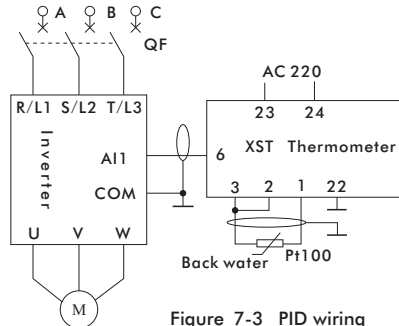 A B C
QF
R/L1 S/L2 T/L3
AC 220
23 24
Inverter
AI1
6
XST Thermometer
COM
3 2 1 22
U V W
Back water
Pt100
M
Figure 7-3 PID wiring